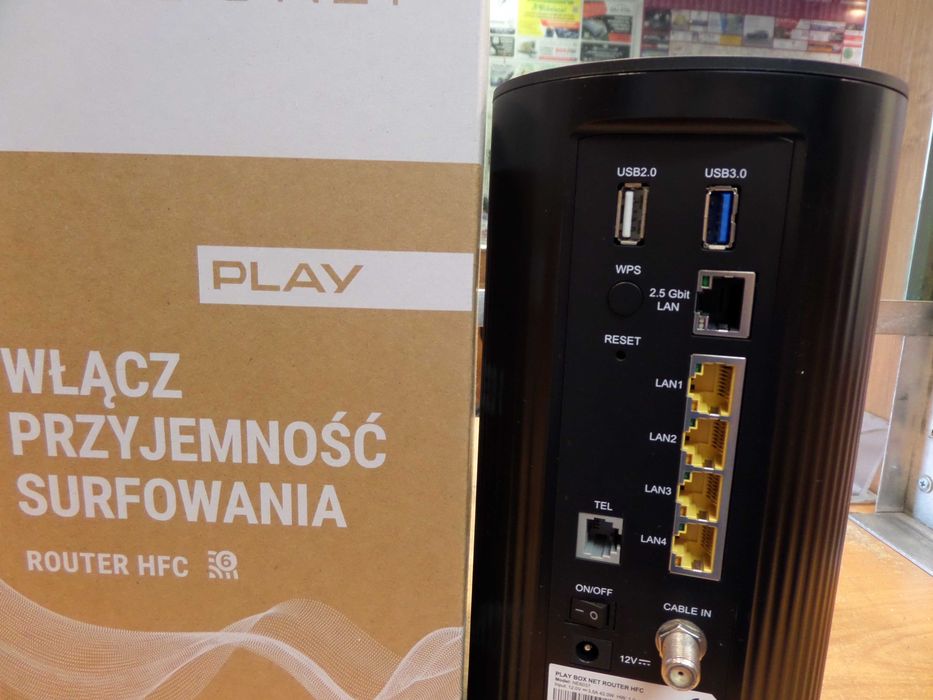 PLAY
WŁĄCZ
PRZYJEMNOŚĆ
SURFOWANIA
ROUTER HFC 6
USB2.0 USB3.0
WPS
2.5 Gbit
LAN
RESET
LAN1
LAN2
LAN3
TEL
LAN4
ON/OFF
CABLE IN
12V
PLAY BOX NET ROUTER HFC